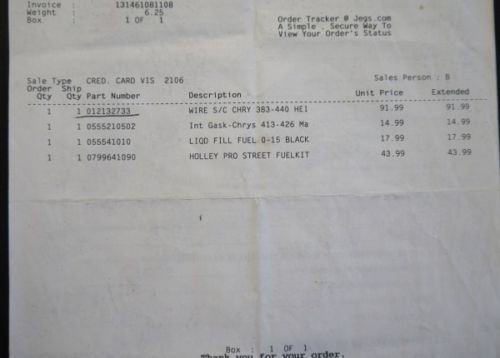 Invoice : 131461081108
Weight : 6.25
Box : 1 OF 1
Order Tracker @ Jegs.com
A Simple , Secure Way To
View Your Order's Status
Sale Type CRED. CARD VIS 2106 Sales Person : B
Order Ship
Qty Qty Part Number Description Unit Price Extended
1 1 012132733 WIRE S/C CHRY 383-440 HEI 91.99 91.99
1 1 0555210502 Int Gask-Chrys 413-426 Ma 14.99 14.99
1 1 055541010 LIQD FILL FUEL 0-15 BLACK 17.99 17.99
1 1 0799641090 HOLLEY PRO STREET FUELKIT 43.99 43.99
Box : 1 OF 1
Thank you for your order.